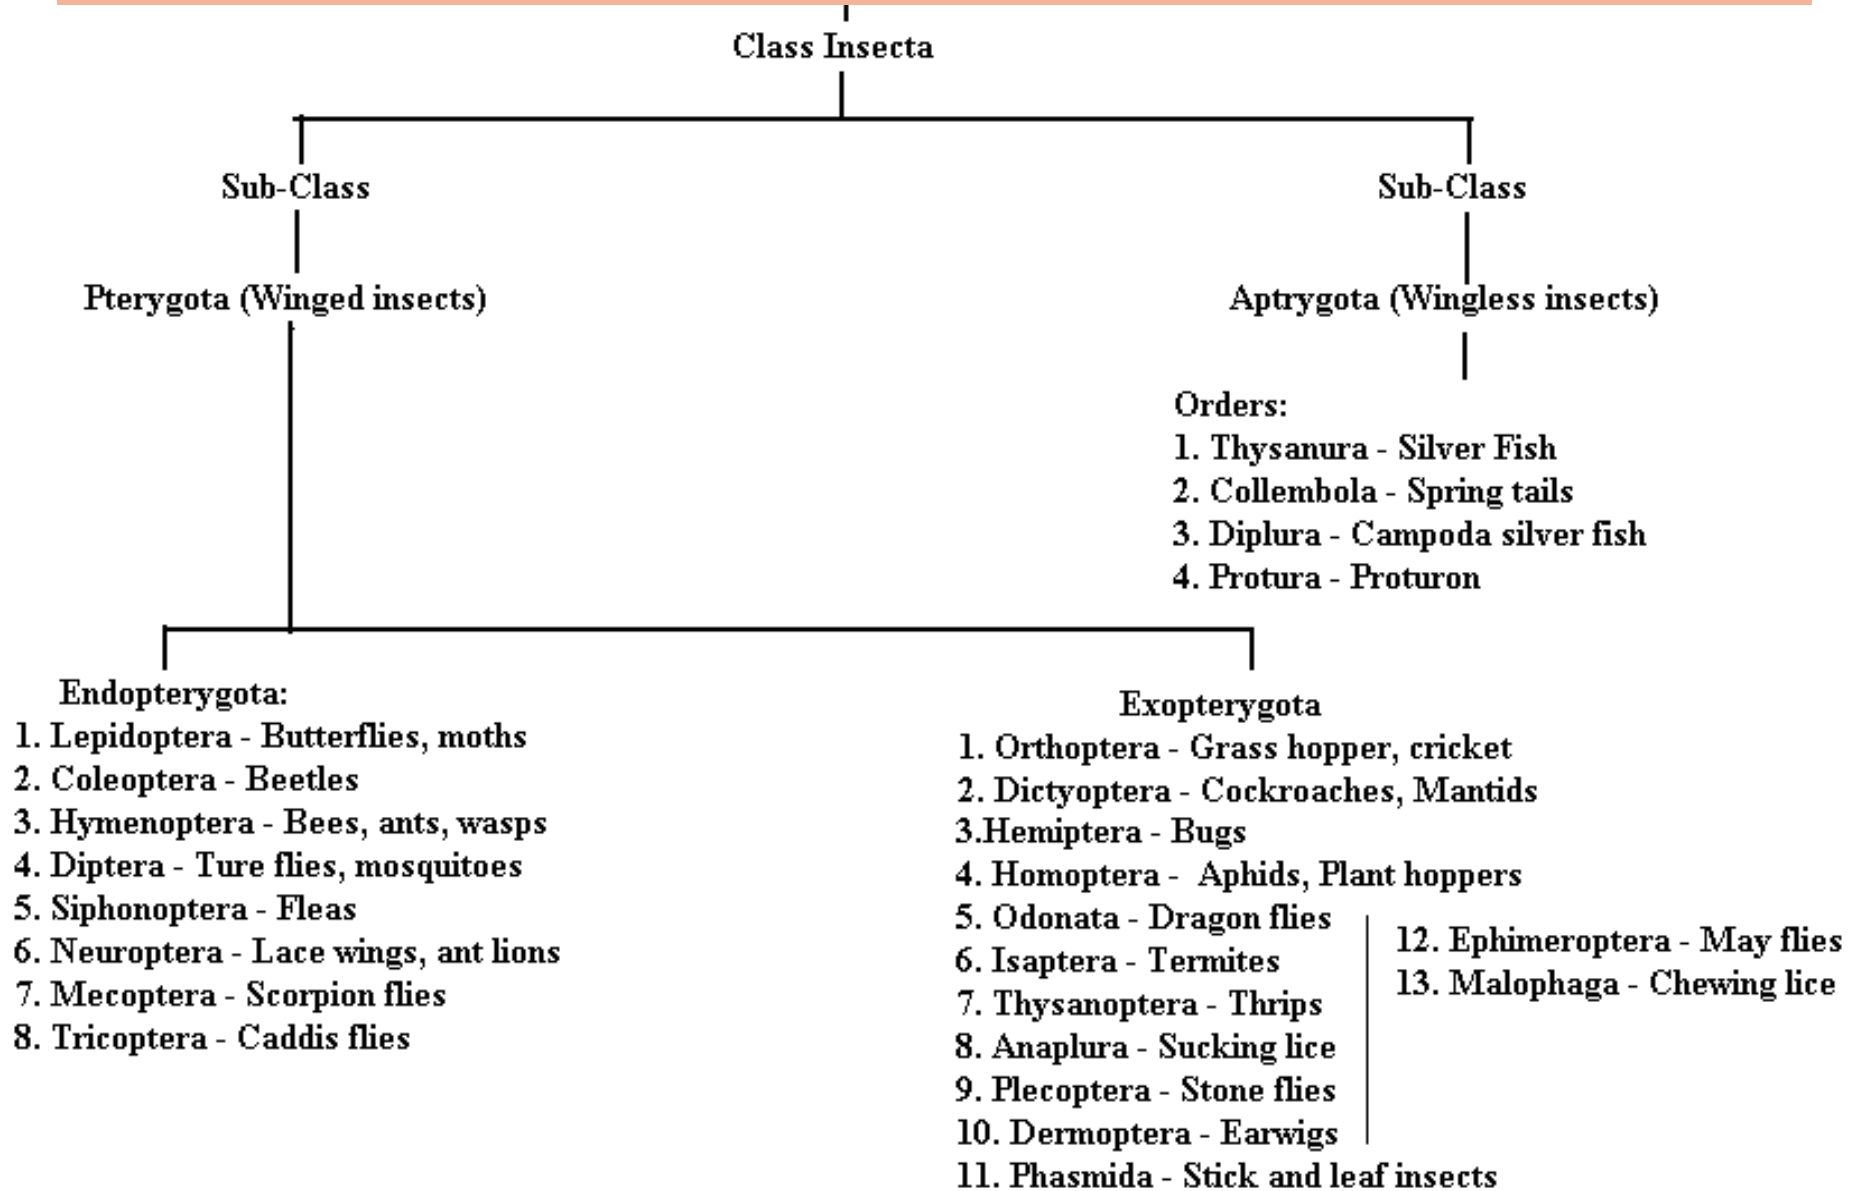 Class Insecta
Sub-Class
Sub-Class
Pterygota (Winged insects)
Aptrygota (Wingless insects)
Orders:
1. Thysanura - Silver Fish
2. Collembola - Spring tails
3. Diplura - Campoda silver fish
4. Protura - Proturon
Endopterygota:
1. Lepidoptera - Butterflies, moths
2. Coleoptera - Beetles
3. Hymenoptera - Bees, ants, wasps
4. Diptera - Ture flies, mosquitoes
5. Siphonoptera - Fleas
6. Neuroptera - Lace wings, ant lions
7. Mecoptera - Scorpion flies
8. Tricoptera - Caddis flies
Exopterygota
1. Orthoptera - Grass hopper, cricket
2. Dictyoptera - Cockroaches, Mantids
3.Hemiptera - Bugs
4. Homoptera - Aphids, Plant hoppers
5. Odonata - Dragon flies
6. Isaptera - Termites
7. Thysanoptera - Thrips
8. Anaplura - Sucking lice
9. Plecoptera - Stone flies
10. Dermoptera - Earwigs
11. Phasmida - Stick and leaf insects
12. Ephimeroptera - May flies
13. Malophaga - Chewing lice